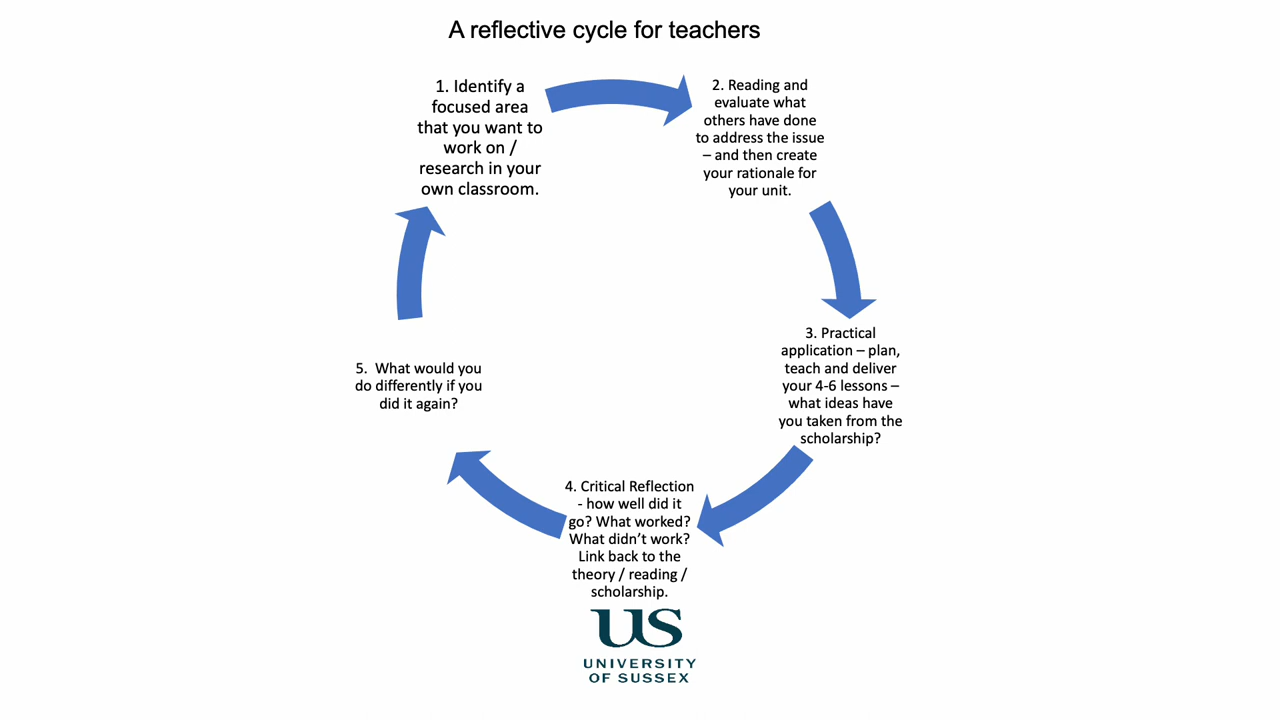 A reflective cycle for teachers
1. Identify a
focused area
that you want to
work on /
research in your
own classroom.
2. Reading and
evaluate what
others have done
to address the issue
– and then create
your rationale for
your unit.
3. Practical
application – plan,
teach and deliver
your 4-6 lessons –
what ideas have
you taken from the
scholarship?
4. Critical Reflection
- how well did it
go? What worked?
What didn’t work?
Link back to the
theory / reading /
scholarship.
5.  What would you
do differently if you
did it again?
US
UNIVERSITY
OF SUSSEX